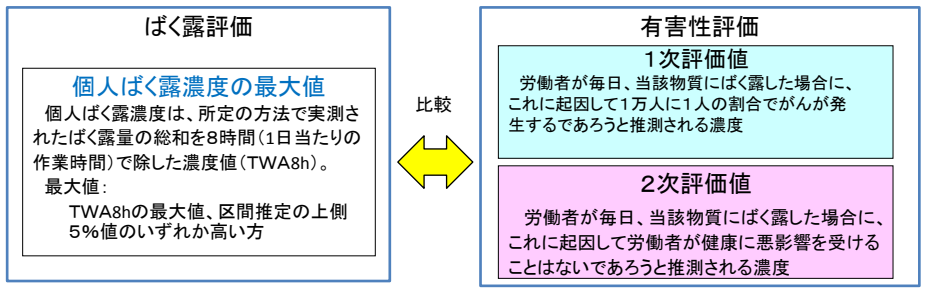 ばく露評価
個人ばく露濃度の最大値
個人ばく露濃度は、所定の方法で実測さ
れたばく露量の総和を8時間(1日当たりの
作業時間)で除した濃度値(TWA8h)。
最大値:
TWA8hの最大値、区間推定の上側
5%値のいずれか高い方
比較
有害性評価
1次評価値
労働者が毎日、当該物質にばく露した場合に、
これに起因して1万人に1人の割合でがんが発
生するであろうと推測される濃度
2次評価値
労働者が毎日、当該物質にばく露した場合に、
これに起因して労働者が健康に悪影響を受ける
ことはないであろうと推測される濃度